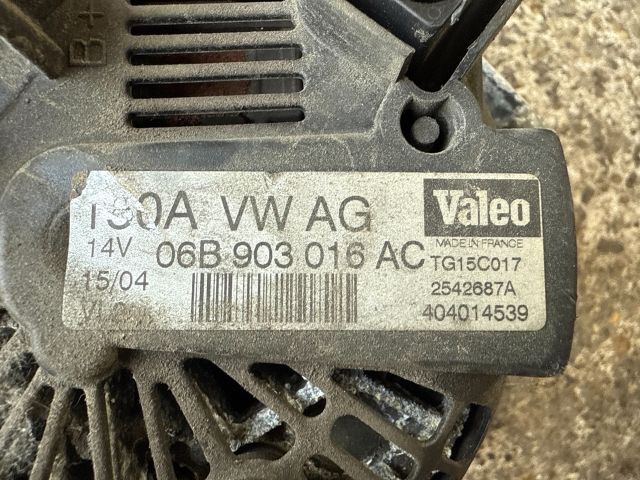 B+
VW AG
14V
06B 903 016 AC
15/04
Valeo
MADE IN FRANCE
TG15C017
2542687A
404014539